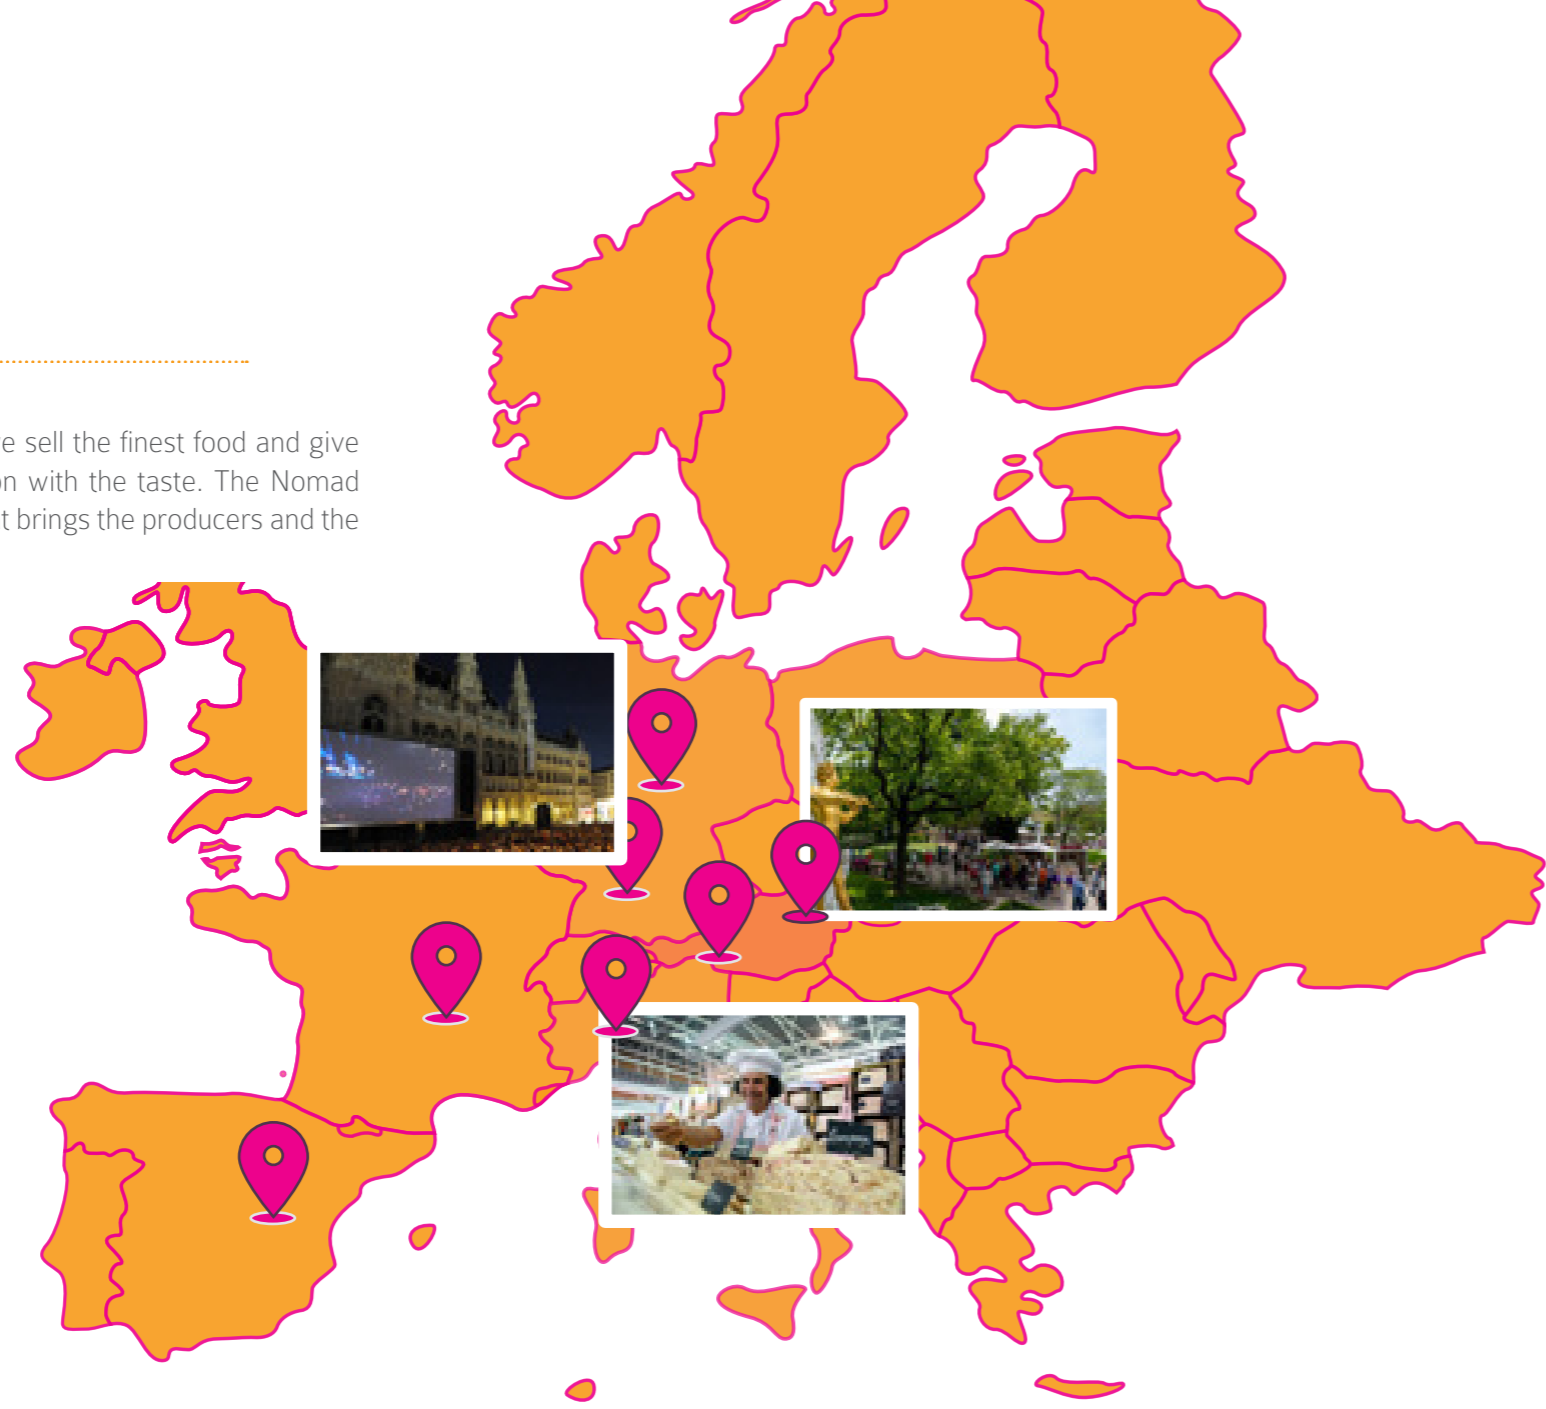 e sell the finest food and give
on with the taste. The Nomad
t brings the producers and the